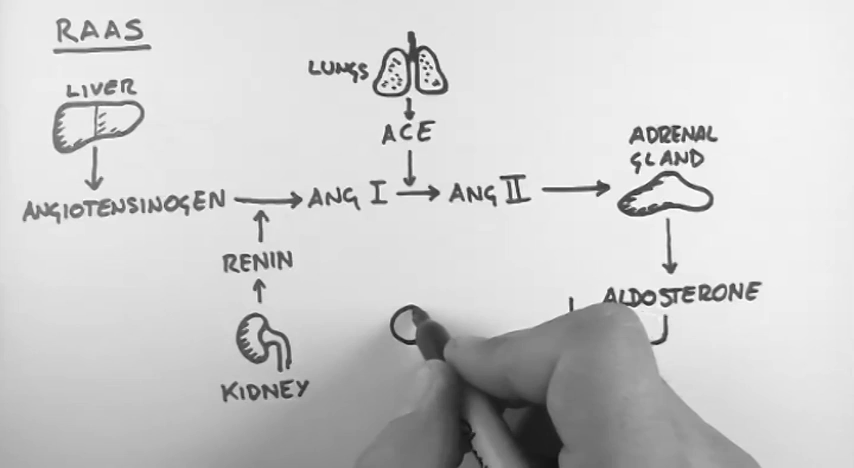 RAAS
LIVER
LUNGS
ACE
ADRENAL
GLAND
ANGIOTENSINOGEN
ANG I
ANG II
RENIN
ALDOSTERONE
KIDNEY